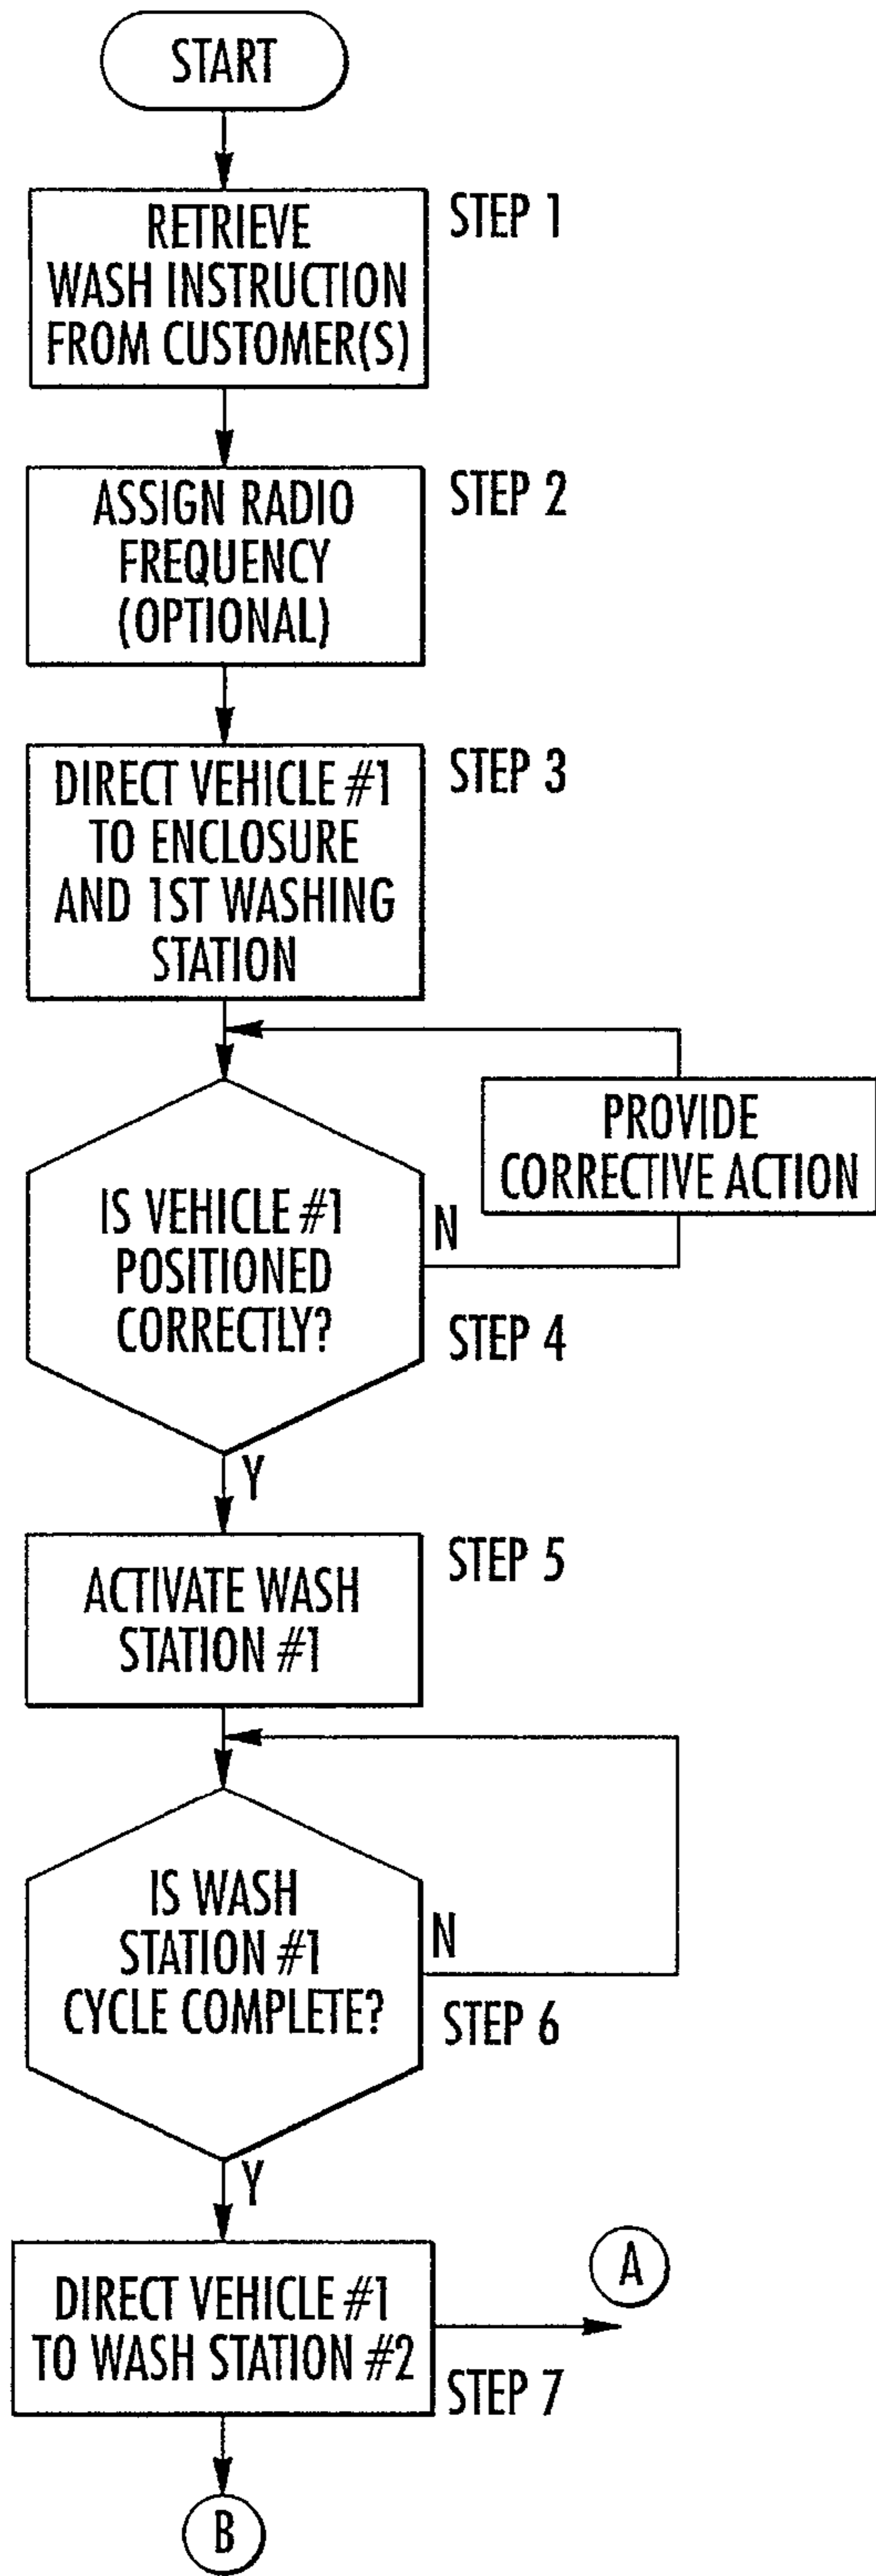 START
RETRIEVE
WASH INSTRUCTION
FROM CUSTOMER(S)
STEP 1
ASSIGN RADIO
FREQUENCY
(OPTIONAL)
STEP 2
DIRECT VEHICLE #1
TO ENCLOSURE
AND 1ST WASHING
STATION
STEP 3
PROVIDE
CORRECTIVE ACTION
IS VEHICLE #1
POSITIONED
CORRECTLY?
N
STEP 4
Y
ACTIVATE WASH
STATION #1
STEP 5
IS WASH
STATION #1
CYCLE COMPLETE?
N
STEP 6
Y
DIRECT VEHICLE #1
TO WASH STATION #2
A
STEP 7
B